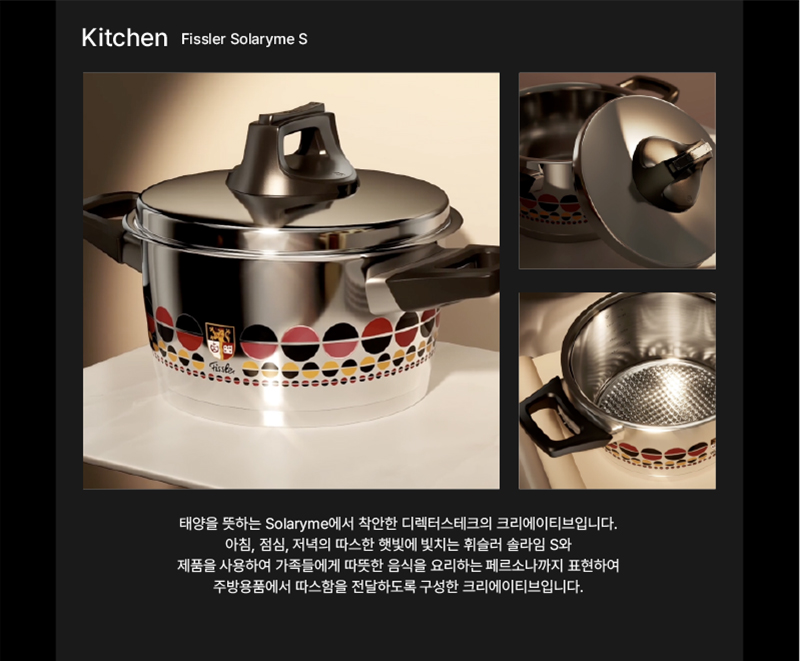 Kitchen Fissler Solaryme S
Fissler
태양을 뜻하는 Solaryme에서 착안한 디렉터스테크의 크리에이티브입니다.
아침, 점심, 저녁의 따스한 햇빛에 빛치는 휘슬러 솔라임 S와
제품을 사용하여 가족들에게 따뜻한 음식을 요리하는 페르소나까지 표현하여
주방용품에서 따스함을 전달하도록 구성한 크리에이티브입니다.